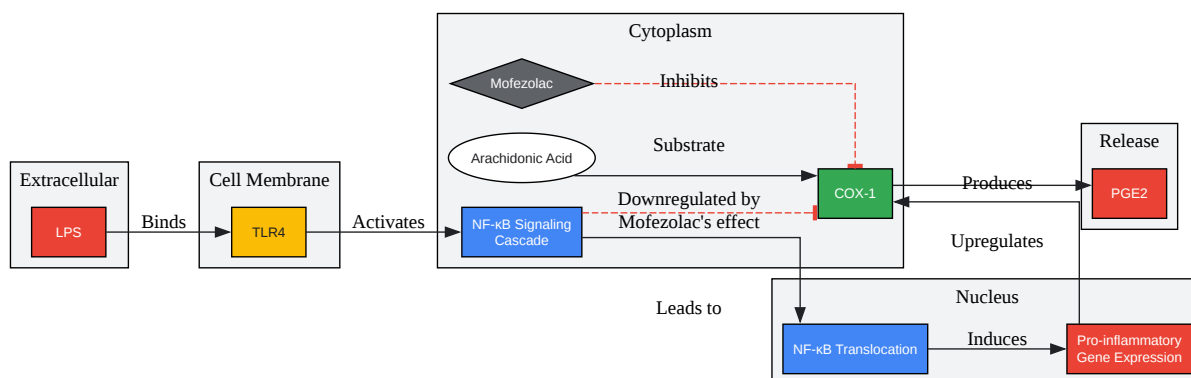 Cytoplasm
Mofezolac
Inhibits
Arachidonic Acid
Substrate
Release
Extracellular
Cell Membrane
COX-1
Produces
PGE2
LPS
Binds
TLR4
Activates
NF-κB Signaling
Cascade
Downregulated by
Mofezolac's effect
Upregulates
Leads to
Nucleus
NF-κB Translocation
Induces
Pro-inflammatory
Gene Expression